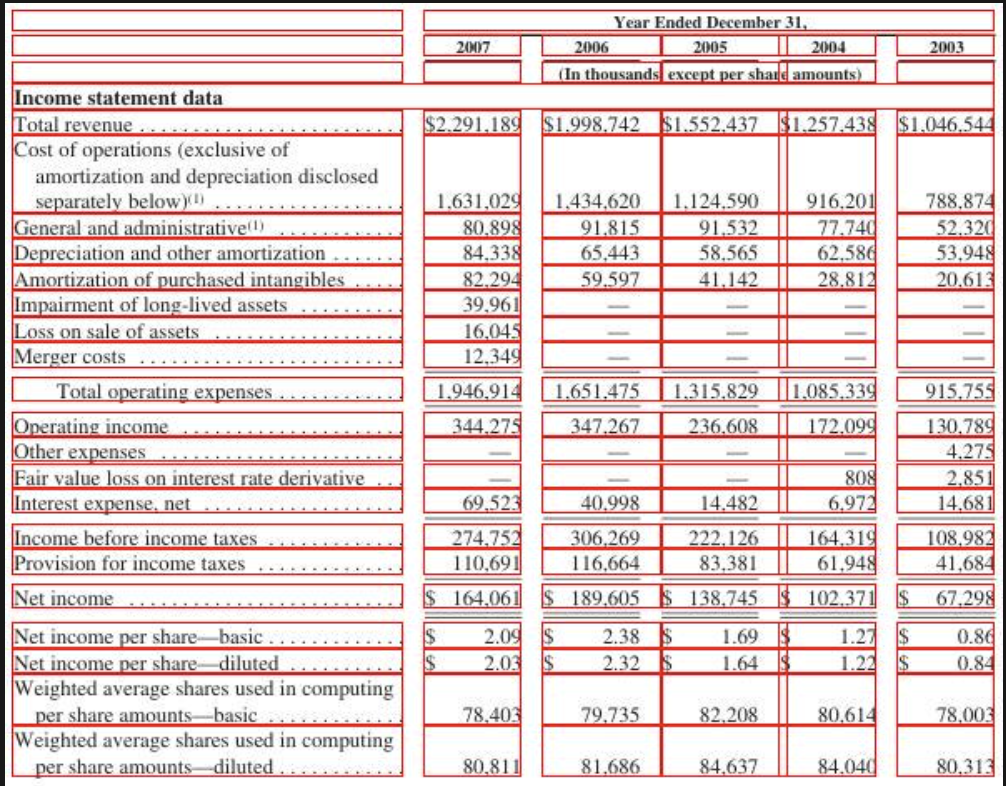 Year Ended December 31,
2007 2006 2005 2004 2003
(In thousands except per share amounts)
Income statement data
Total revenue . . . . . . . . . . . . . . . . . . . . . . . . . $2,291,189 $1,998,742 $1,552,437 $1,257,438 $1,046,544
Cost of operations (exclusive of
amortization and depreciation disclosed
separately below)(1) . . . . . . . . . . . . . . . . . . 1,631,029 1,434,620 1,124,590 916,201 788,874
General and administrative(1) . . . . . . . . . . . . 80,898 91,815 91,532 77,740 52,320
Depreciation and other amortization . . . . . . . 84,338 65,443 58,565 62,586 53,948
Amortization of purchased intangibles . . . . . 82,294 59,597 41,142 28,812 20,613
Impairment of long-lived assets . . . . . . . . . . 39,961 — — — —
Loss on sale of assets . . . . . . . . . . . . . . . . . . 16,045 — — — —
Merger costs . . . . . . . . . . . . . . . . . . . . . . . . . 12,349 — — — —
Total operating expenses . . . . . . . . . . . . 1,946,914 1,651,475 1,315,829 1,085,339 915,755
Operating income . . . . . . . . . . . . . . . . . . . . . 344,275 347,267 236,608 172,099 130,789
Other expenses . . . . . . . . . . . . . . . . . . . . . . . — — — — 4,275
Fair value loss on interest rate derivative . . . — — — 808 2,851
Interest expense, net . . . . . . . . . . . . . . . . . . . 69,523 40,998 14,482 6,972 14,681
Income before income taxes . . . . . . . . . . . . . 274,752 306,269 222,126 164,319 108,982
Provision for income taxes . . . . . . . . . . . . . . 110,691 116,664 83,381 61,948 41,684
Net income . . . . . . . . . . . . . . . . . . . . . . . . . . $ 164,061 $ 189,605 $ 138,745 $ 102,371 $ 67,298
Net income per share—basic . . . . . . . . . . . . . $ 2.09 $ 2.38 $ 1.69 $ 1.27 $ 0.86
Net income per share—diluted . . . . . . . . . . . $ 2.03 $ 2.32 $ 1.64 $ 1.22 $ 0.84
Weighted average shares used in computing
per share amounts—basic . . . . . . . . . . . . . 78,403 79,735 82,208 80,614 78,003
Weighted average shares used in computing
per share amounts—diluted . . . . . . . . . . . . 80,811 81,686 84,637 84,040 80,313